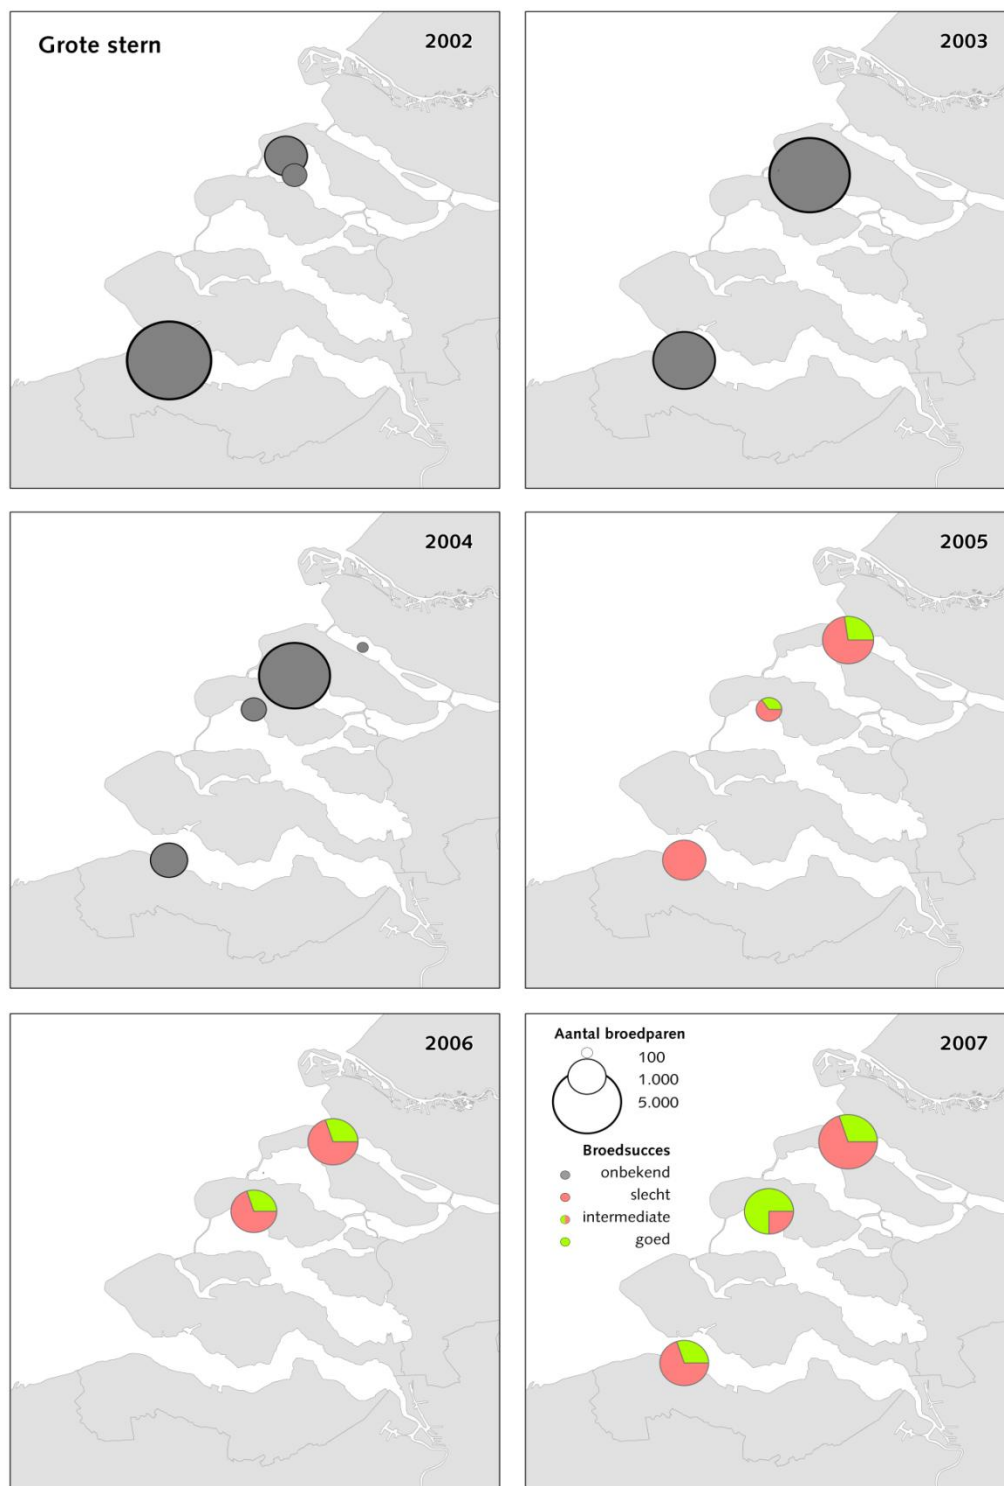 Grote stern
2002
2003
2004
2005
2006
2007
Aantal broedparen
100
1.000
5.000
Broedsucces
onbekend
slecht
intermediate
goed